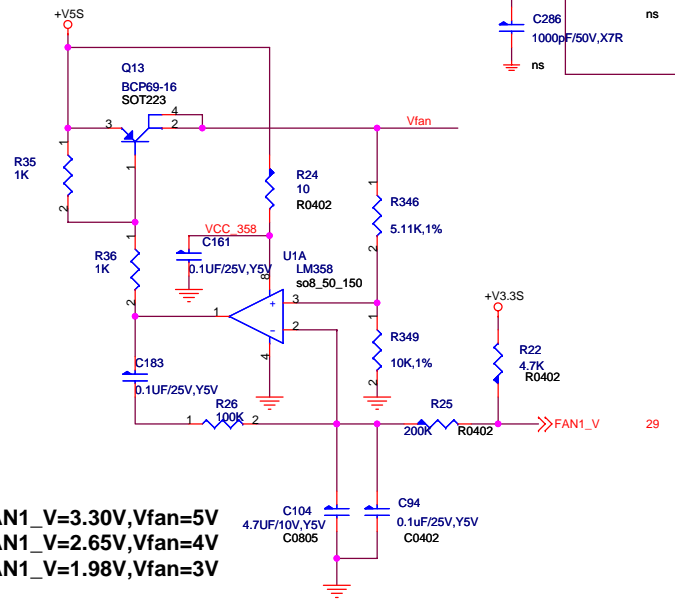 +V5S
C286
1000pF/50V,X7R
ns
ns
Q13
BCP69-16
SOT223
3
4
2
1
Vfan
R35
1K
1
2
R24
10
R0402
R346
5.11K,1%
1
2
VCC_358
C161
0.1UF/25V,Y5V
R36
1K
1
2
U1A
LM358
so8_50_150
8
3
2
1
4
+
-
R349
10K,1%
1
2
+V3.3S
R22
4.7K
R0402
C183
0.1UF/25V,Y5V
R26
100K
1
2
R25
200K
R0402
FAN1_V
29
C104
4.7UF/10V,Y5V
C0805
C94
0.1uF/25V,Y5V
C0402
AN1_V=3.30V,Vfan=5V
AN1_V=2.65V,Vfan=4V
AN1_V=1.98V,Vfan=3V